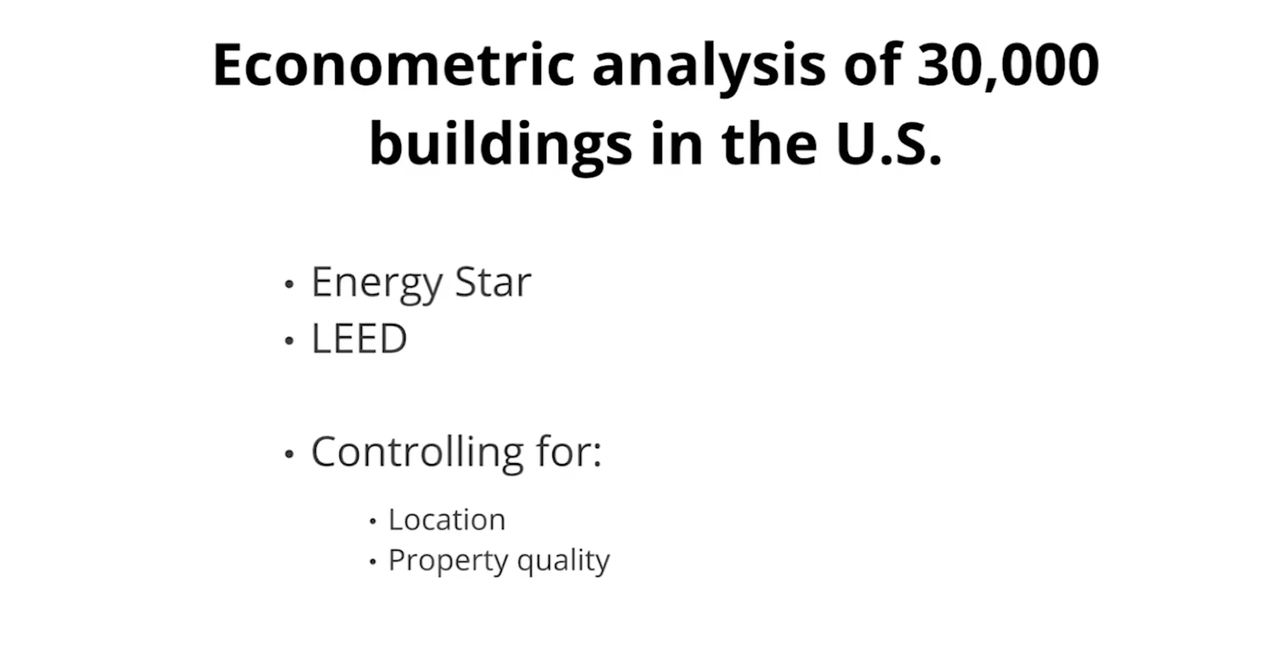 Econometric analysis of 30,000
buildings in the U.S.
• Energy Star
• LEED
• Controlling for:
• Location
• Property quality